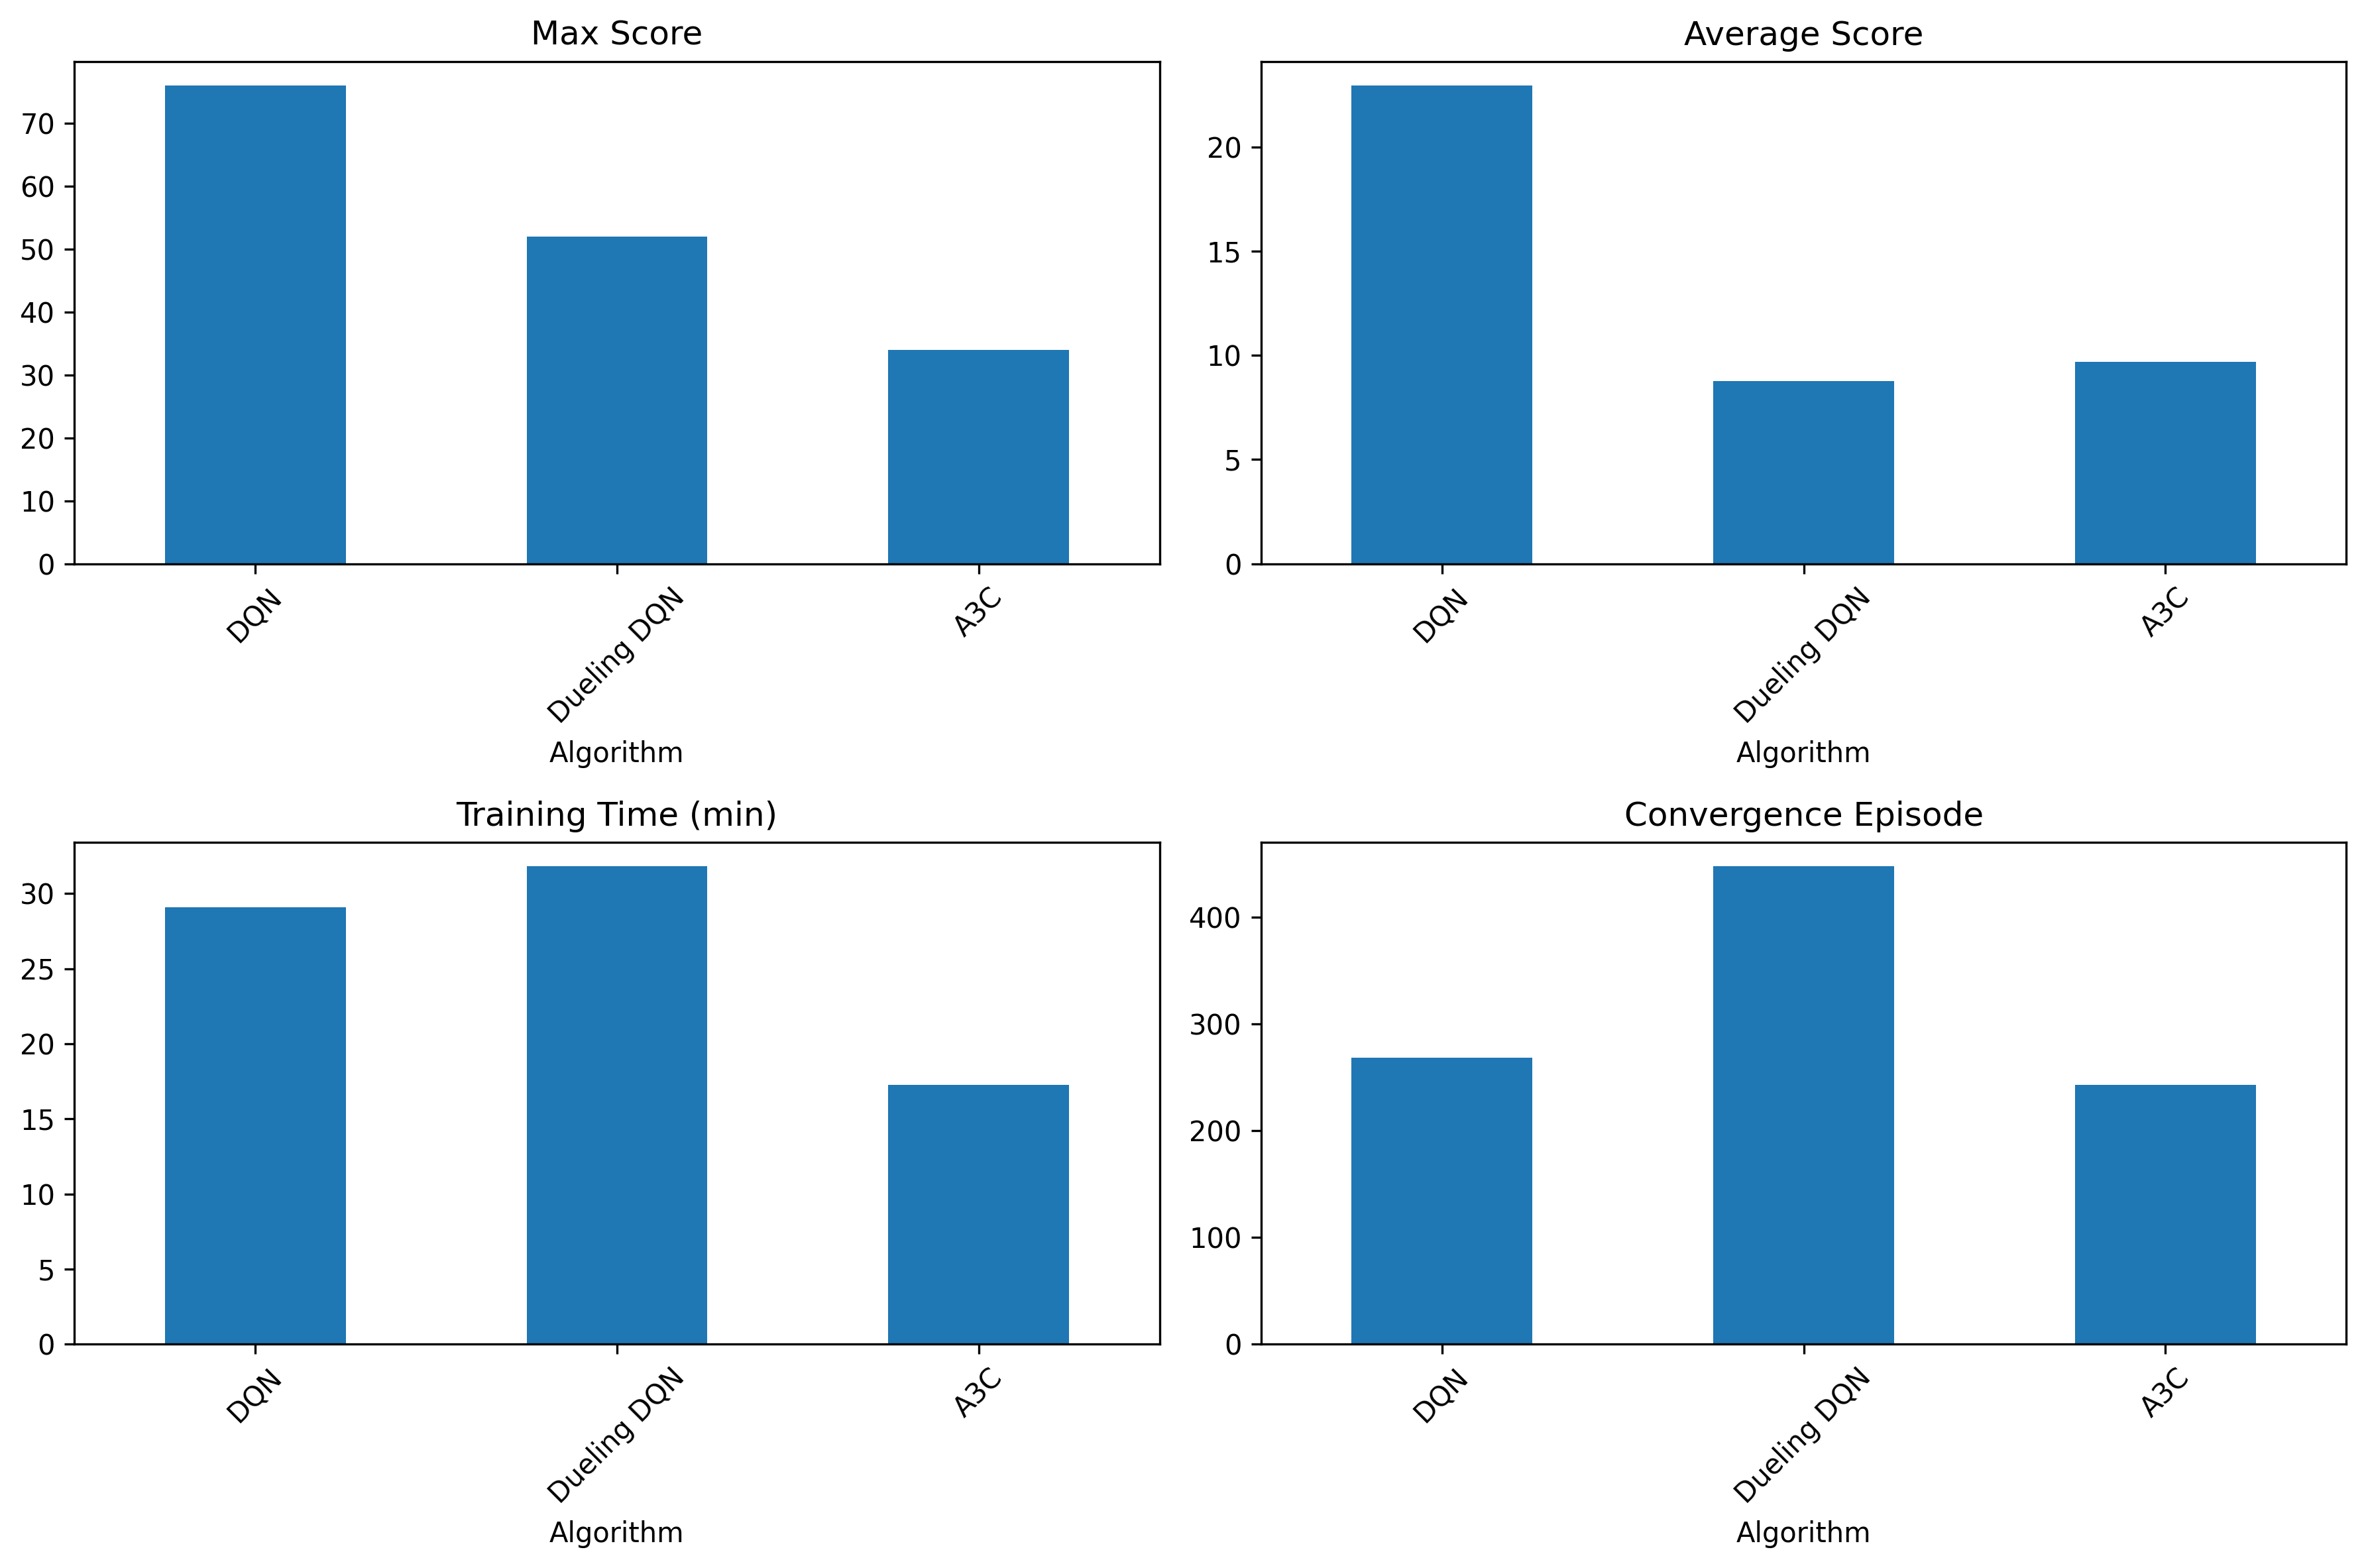 Max Score
70
60
50
40
30
20
10
0
DQN
Dueling DQN
A3C
Algorithm
Average Score
20
15
10
5
0
DQN
Dueling DQN
A3C
Algorithm
Training Time (min)
30
25
20
15
10
5
0
DQN
Dueling DQN
A3C
Algorithm
Convergence Episode
400
300
200
100
0
DQN
Dueling DQN
A3C
Algorithm